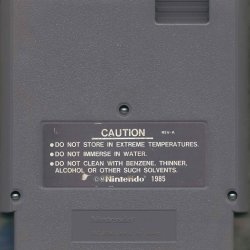 CAUTION REV-A
•DO NOT STORE IN EXTREME TEMPERATURES.
•DO NOT IMMERSE IN WATER.
•DO NOT CLEAN WITH BENZENE, THINNER,
ALCOHOL OR OTHER SUCH SOLVENTS.
©Nintendo® 1985